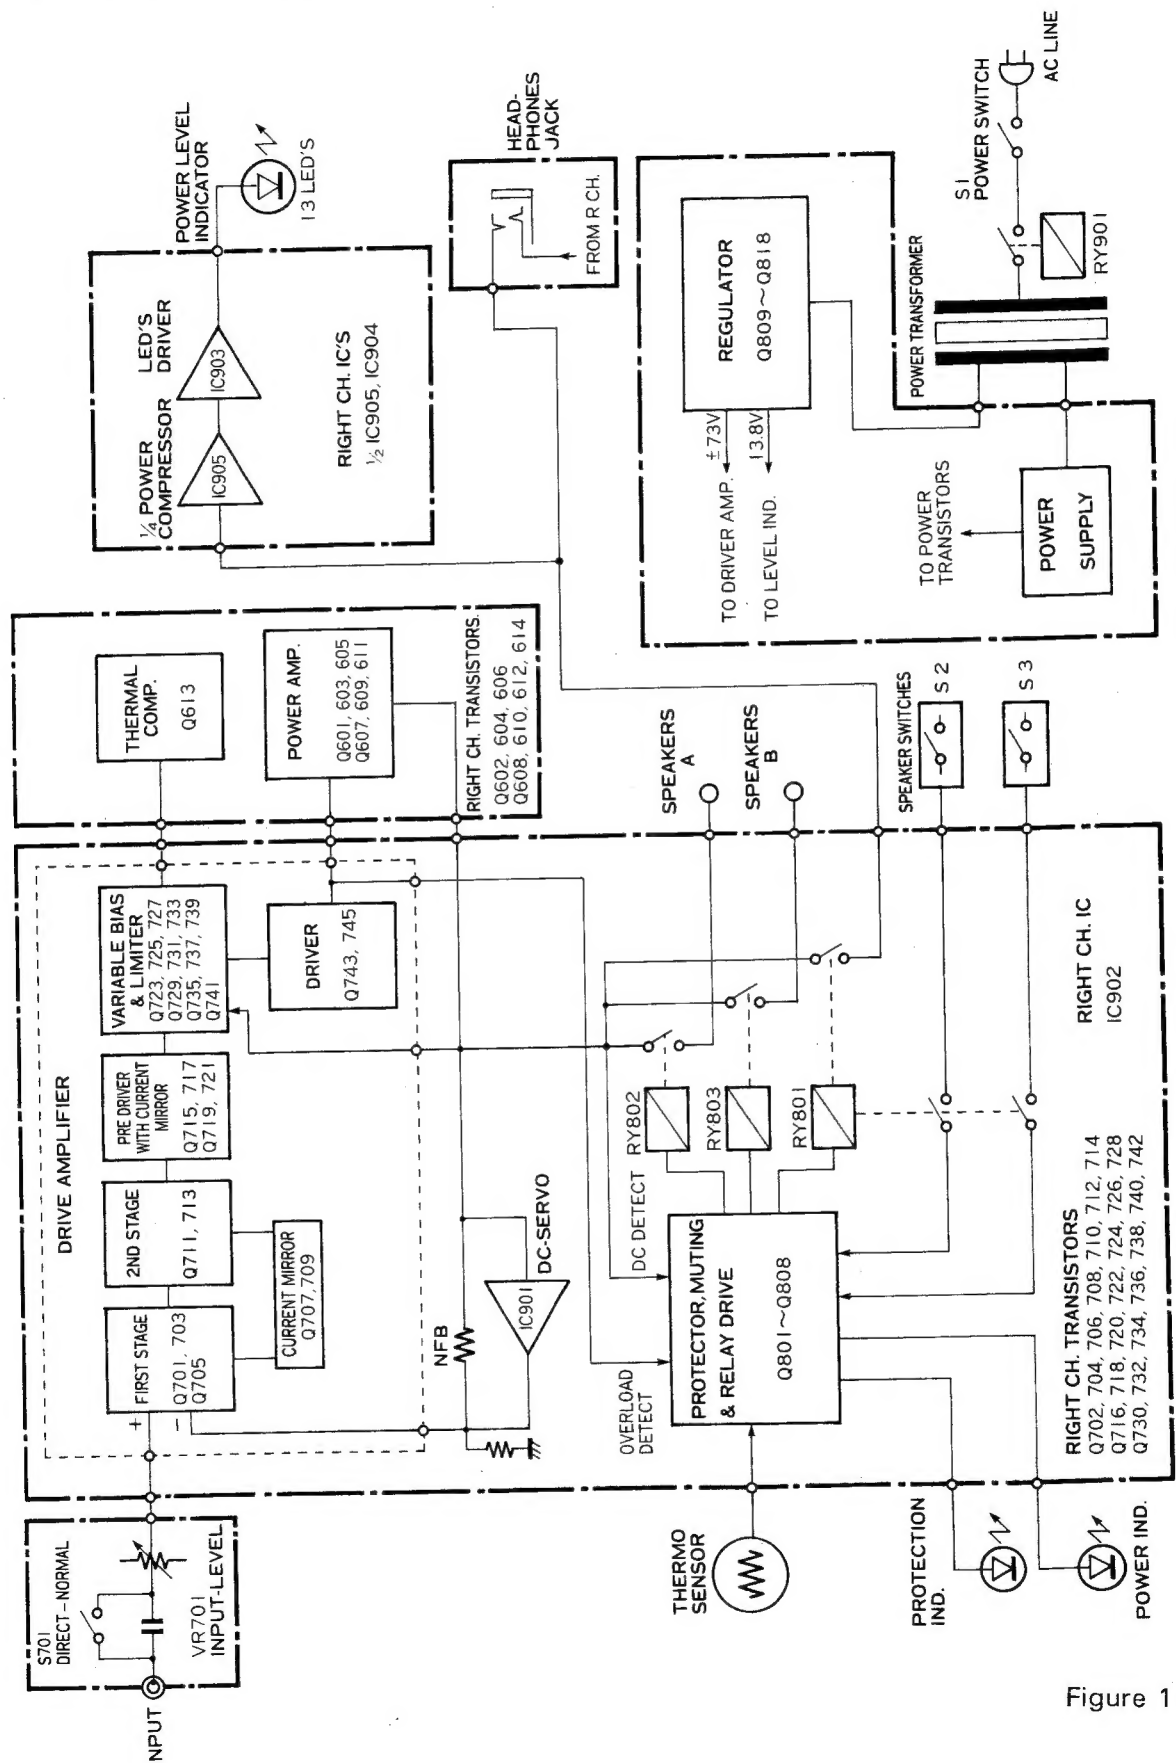 NPUT
S701
DIRECT-NORMAL
VR701
INPUT-LEVEL
DRIVE AMPLIFIER
+
−
FIRST STAGE
Q701, 703
Q705
2ND STAGE
Q711, 713
CURRENT MIRROR
Q707, 709
PRE DRIVER
WITH CURRENT
MIRROR
Q715, 717
Q719, 721
VARIABLE BIAS
& LIMITER
Q723, 725, 727
Q729, 731, 733
Q735, 737, 739
Q741
DRIVER
Q743, 745
THERMAL
COMP.
Q613
POWER AMP.
Q601, 603, 605
Q607, 609, 611
RIGHT CH. TRANSISTORS.
Q602, 604, 606
Q608, 610, 612, 614
NFB
IC901
DC-SERVO
¼ POWER
COMPRESSOR
IC905
LED'S
DRIVER
IC903
RIGHT CH. IC'S
½ IC905, IC904
POWER LEVEL
INDICATOR
13 LED'S
HEAD-
PHONES
JACK
FROM R CH.
THERMO
SENSOR
OVERLOAD
DETECT
DC DETECT
PROTECTOR, MUTING
& RELAY DRIVE
Q801~Q808
RY802
RY803
RY801
SPEAKERS
A
SPEAKERS
B
SPEAKER SWITCHES
S 2
S 3
PROTECTION
IND.
POWER IND.
RIGHT CH. TRANSISTORS
Q702, 704, 706, 708, 710, 712, 714
Q716, 718, 720, 722, 724, 726, 728
Q730, 732, 734, 736, 738, 740, 742
RIGHT CH. IC
IC902
REGULATOR
Q809~Q818
±73V
13.8V
TO DRIVER AMP.
TO LEVEL IND.
TO POWER
TRANSISTORS
POWER
SUPPLY
POWER TRANSFORMER
RY901
S1
POWER SWITCH
AC LINE
Figure 1